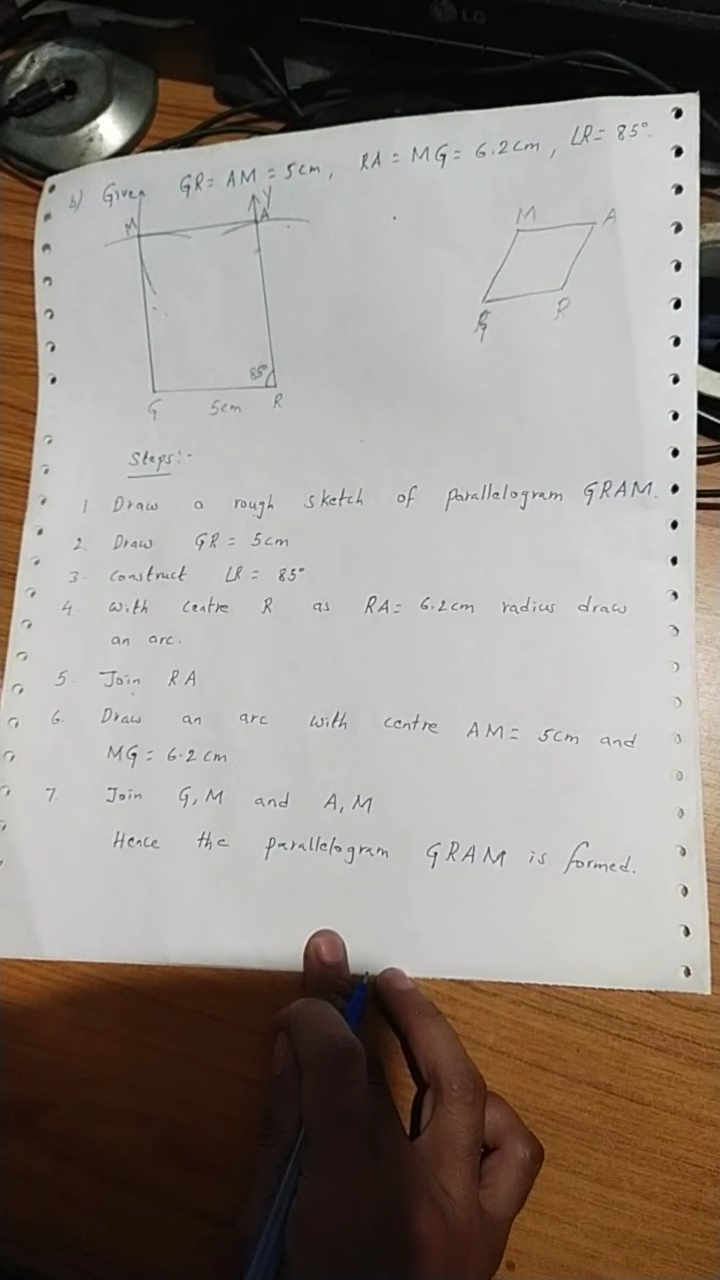 LG
b) Given GR = AM = 5cm, RA = MG = 6.2cm, ∠R = 85°.
Y
M A
M A
85°
G 5cm R
G R
Steps:-
1 Draw a rough sketch of parallelogram GRAM.
2. Draw GR = 5cm
3. construct ∠R = 85°
4. with centre R as RA = 6.2cm radius draw
an arc.
5. Join RA
6. Draw an arc with centre AM = 5cm and
MG = 6.2cm
7. Join G, M and A, M
Hence the parallelogram GRAM is formed.